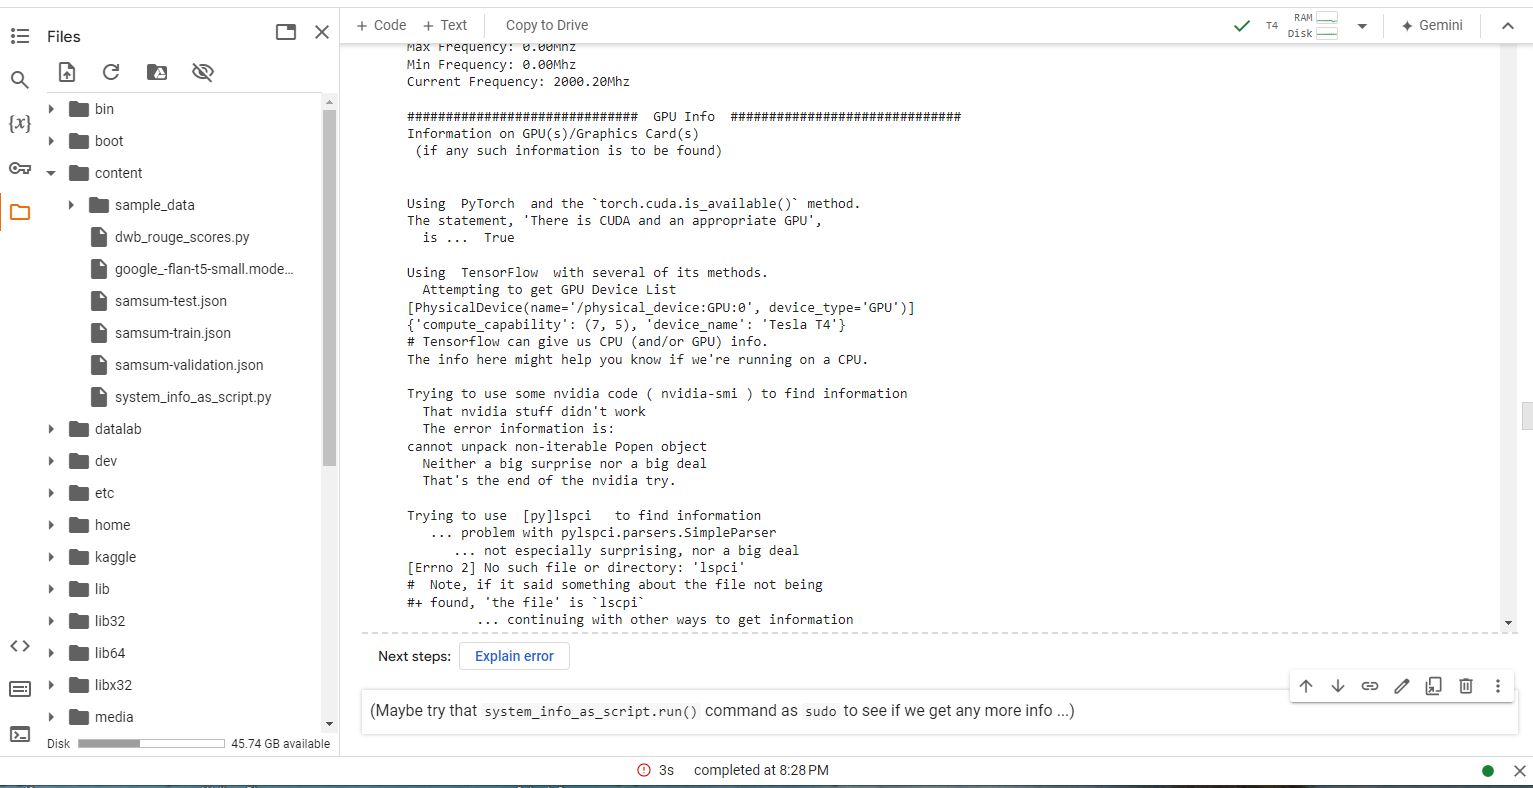 Files
+ Code + Text Copy to Drive
T4 RAM Disk Gemini
{x}
bin
boot
content
sample_data
dwb_rouge_scores.py
google_-flan-t5-small.mode...
samsum-test.json
samsum-train.json
samsum-validation.json
system_info_as_script.py
datalab
dev
etc
home
kaggle
lib
lib32
lib64
libx32
media
Disk 45.74 GB available
Max Frequency: 0.00Mhz
Min Frequency: 0.00Mhz
Current Frequency: 2000.20Mhz
############################## GPU Info ##############################
Information on GPU(s)/Graphics Card(s)
(if any such information is to be found)
Using PyTorch and the `torch.cuda.is_available()` method.
The statement, 'There is CUDA and an appropriate GPU',
is ... True
Using TensorFlow with several of its methods.
Attempting to get GPU Device List
[PhysicalDevice(name='/physical_device:GPU:0', device_type='GPU')]
{'compute_capability': (7, 5), 'device_name': 'Tesla T4'}
# Tensorflow can give us CPU (and/or GPU) info.
The info here might help you know if we're running on a CPU.
Trying to use some nvidia code ( nvidia-smi ) to find information
That nvidia stuff didn't work
The error information is:
cannot unpack non-iterable Popen object
Neither a big surprise nor a big deal
That's the end of the nvidia try.
Trying to use [py]lspci to find information
... problem with pylspci.parsers.SimpleParser
... not especially surprising, nor a big deal
[Errno 2] No such file or directory: 'lspci'
# Note, if it said something about the file not being
#+ found, 'the file' is `lscpi`
... continuing with other ways to get information
Next steps: Explain error
(Maybe try that system_info_as_script.run() command as sudo to see if we get any more info ...)
3s completed at 8:28 PM